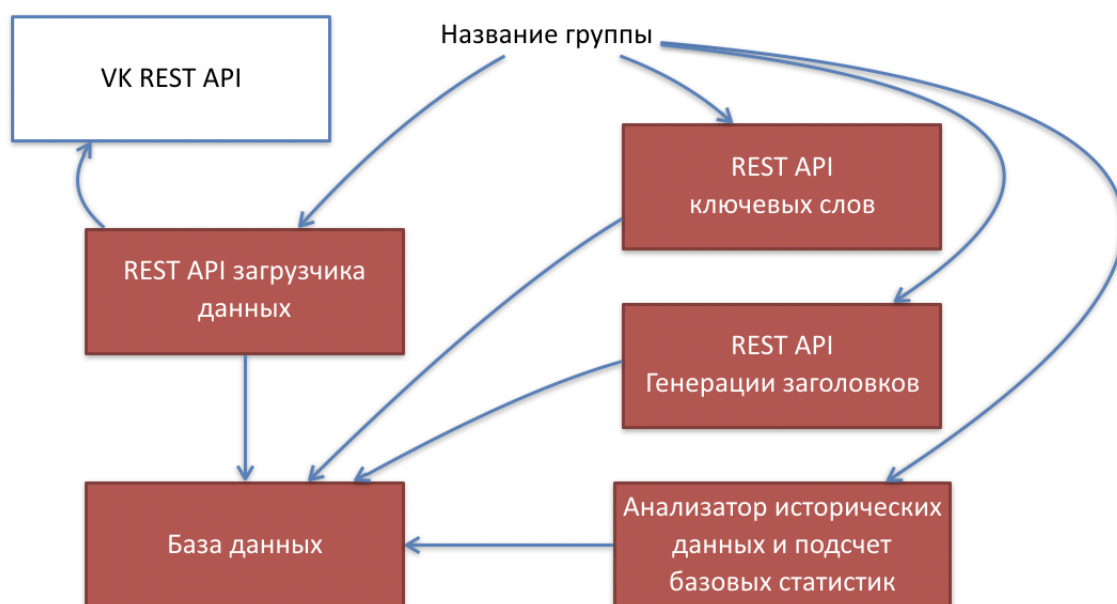 Название группы
VK REST API
REST API
ключевых слов
REST API загрузчика
данных
REST API
Генерации заголовков
База данных
Анализатор исторических
данных и подсчет
базовых статистик